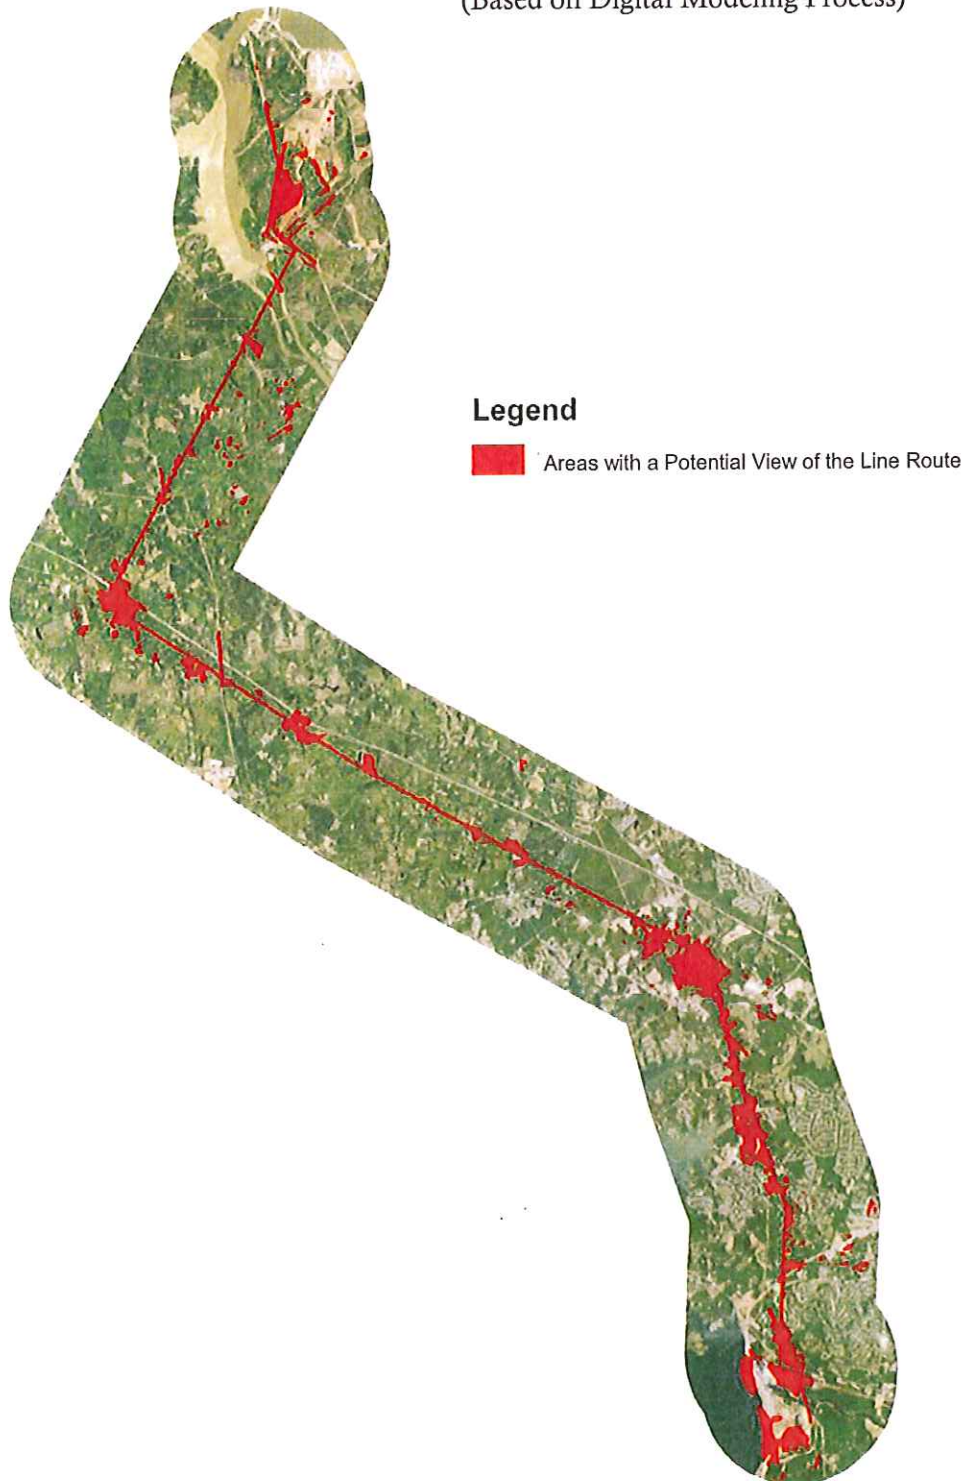 (Based on Digital Modeling Process)
Legend
Areas with a Potential View of the Line Route